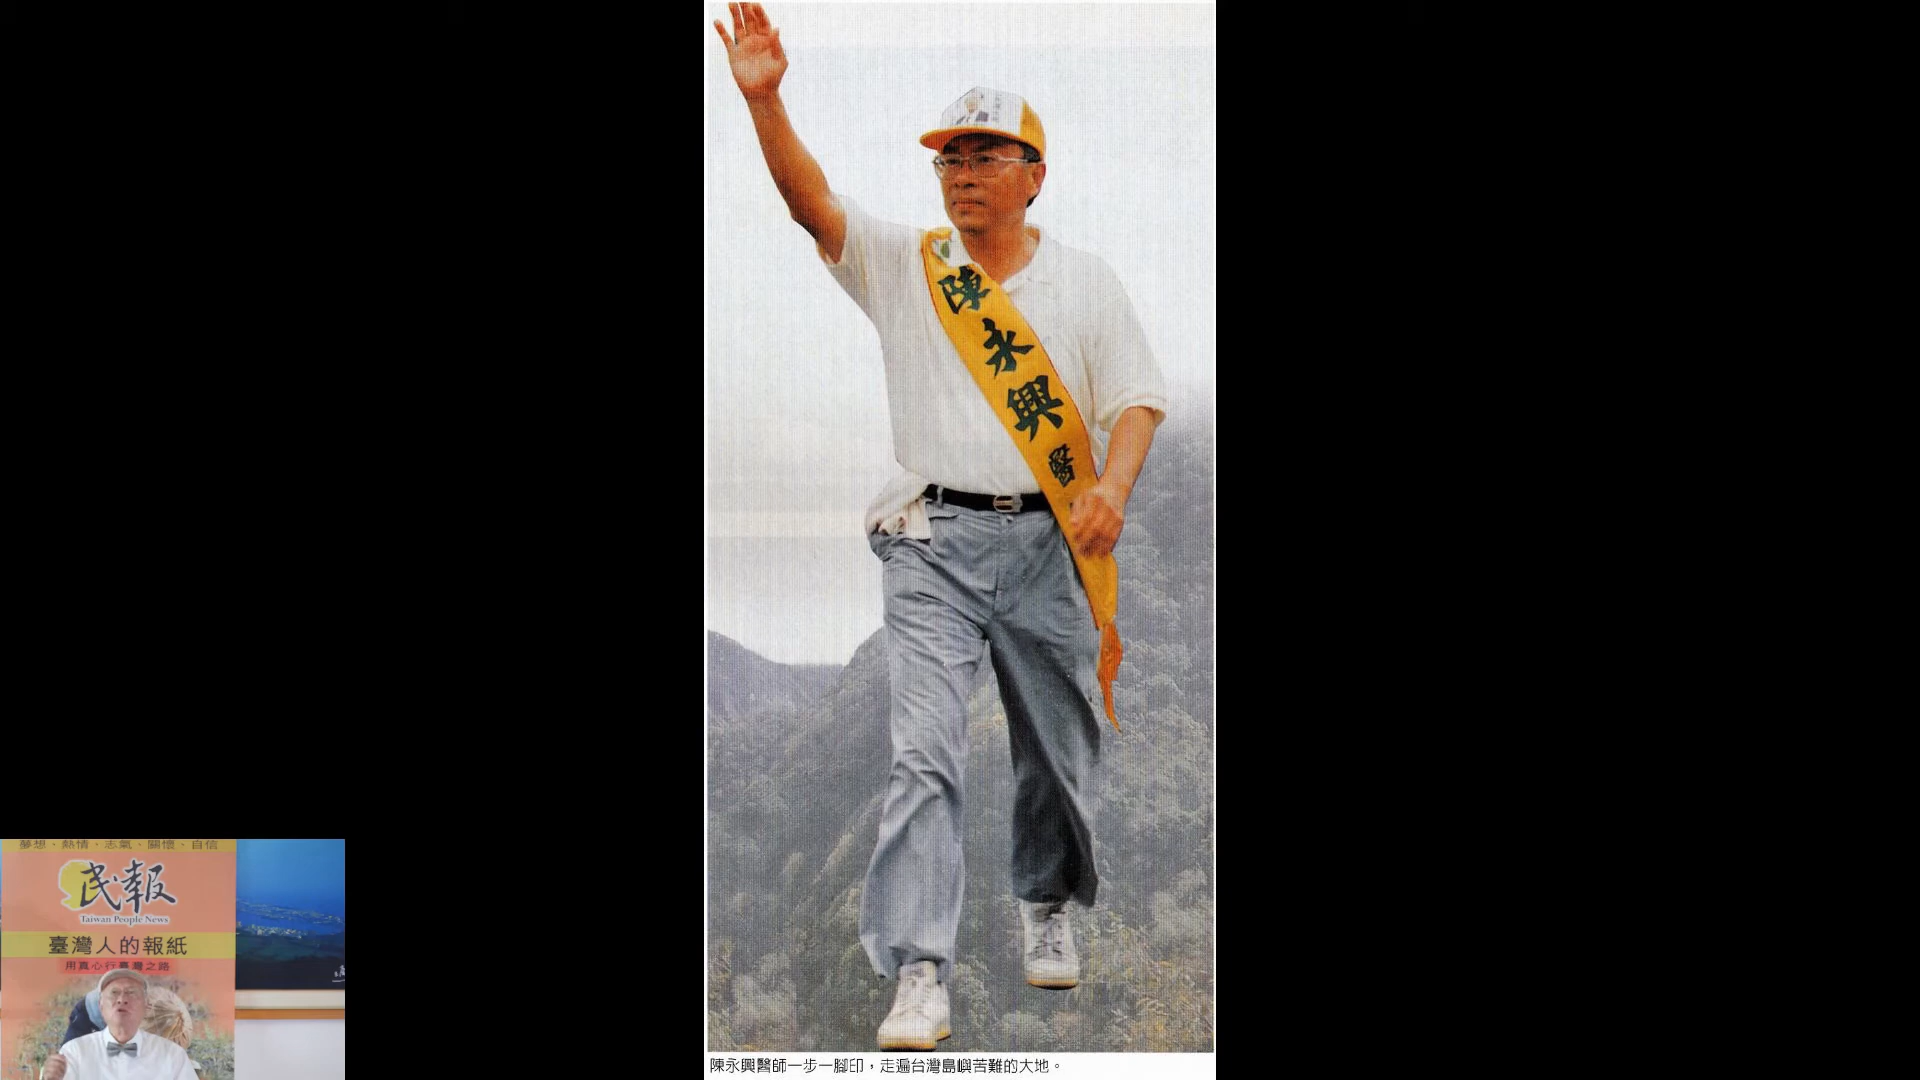 陳永興醫
陳永興醫師一步一腳印，走遍台灣島嶼苦難的大地。
夢想、熱情、志氣、關懷、自信
民報
Taiwan People News
臺灣人的報紙
用真心行臺灣之路